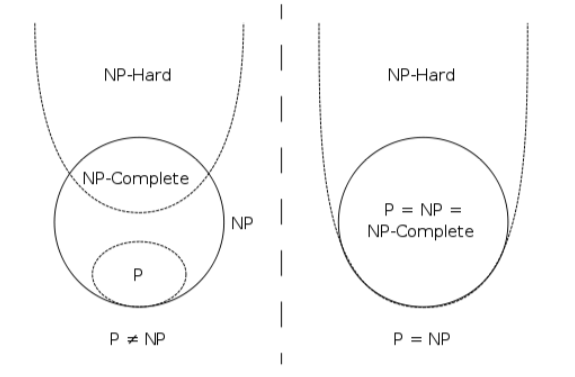 NP-Hard
NP-Complete
NP
P
P ≠ NP
NP-Hard
P = NP =
NP-Complete
P = NP